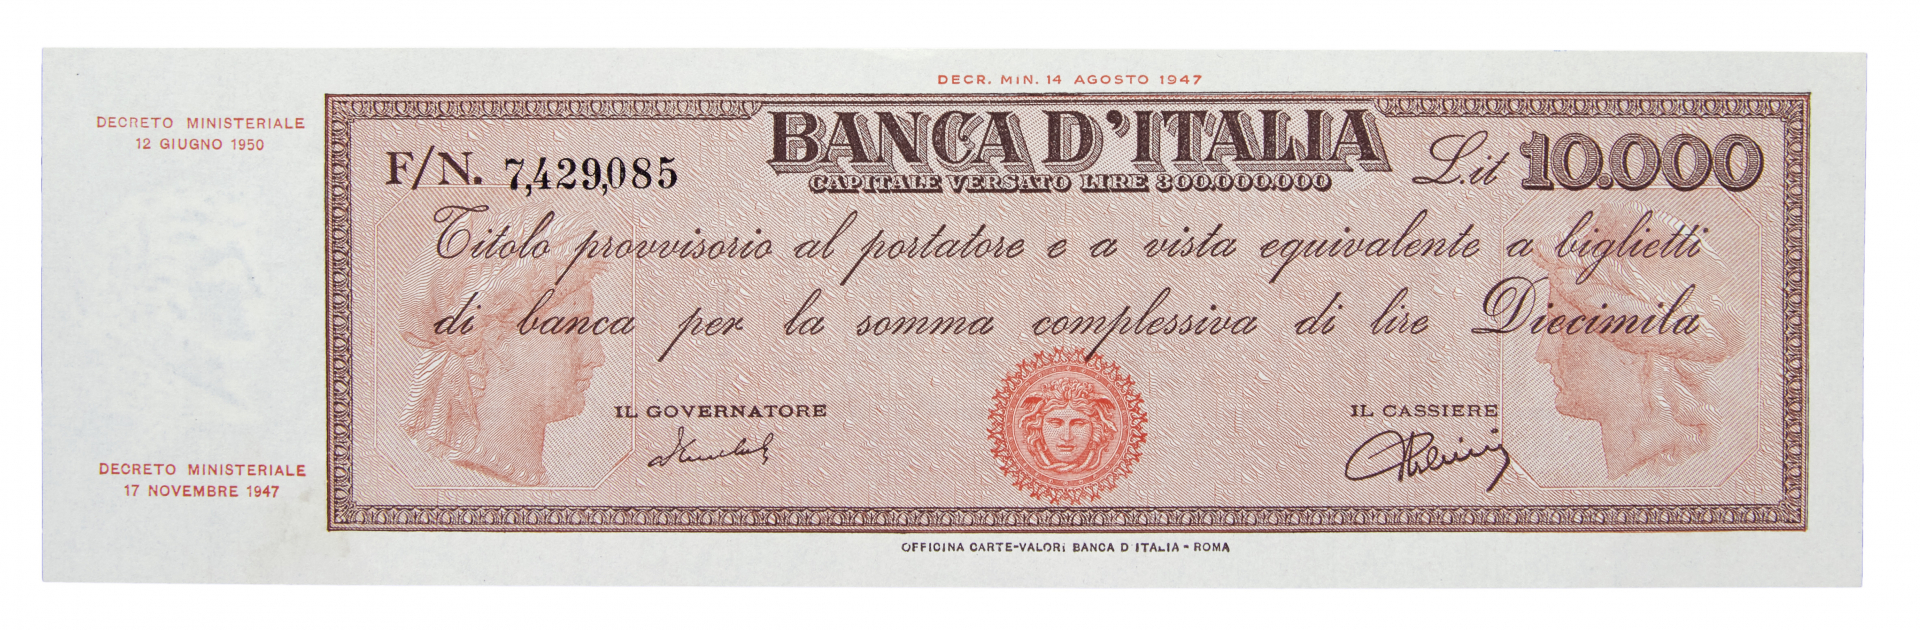 DECR. MIN. 14 AGOSTO 1947
DECRETO MINISTERIALE
12 GIUGNO 1950
BANCA D'ITALIA
CAPITALE VERSATO LIRE 300.000.000
F/N. 7,429,085
L.it 10.000
Titolo provvisorio al portatore e a vista equivalente a biglietti
di banca per la somma complessiva di lire Diecimila
IL GOVERNATORE
IL CASSIERE
DECRETO MINISTERIALE
17 NOVEMBRE 1947
OFFICINA CARTE-VALORI BANCA D'ITALIA - ROMA